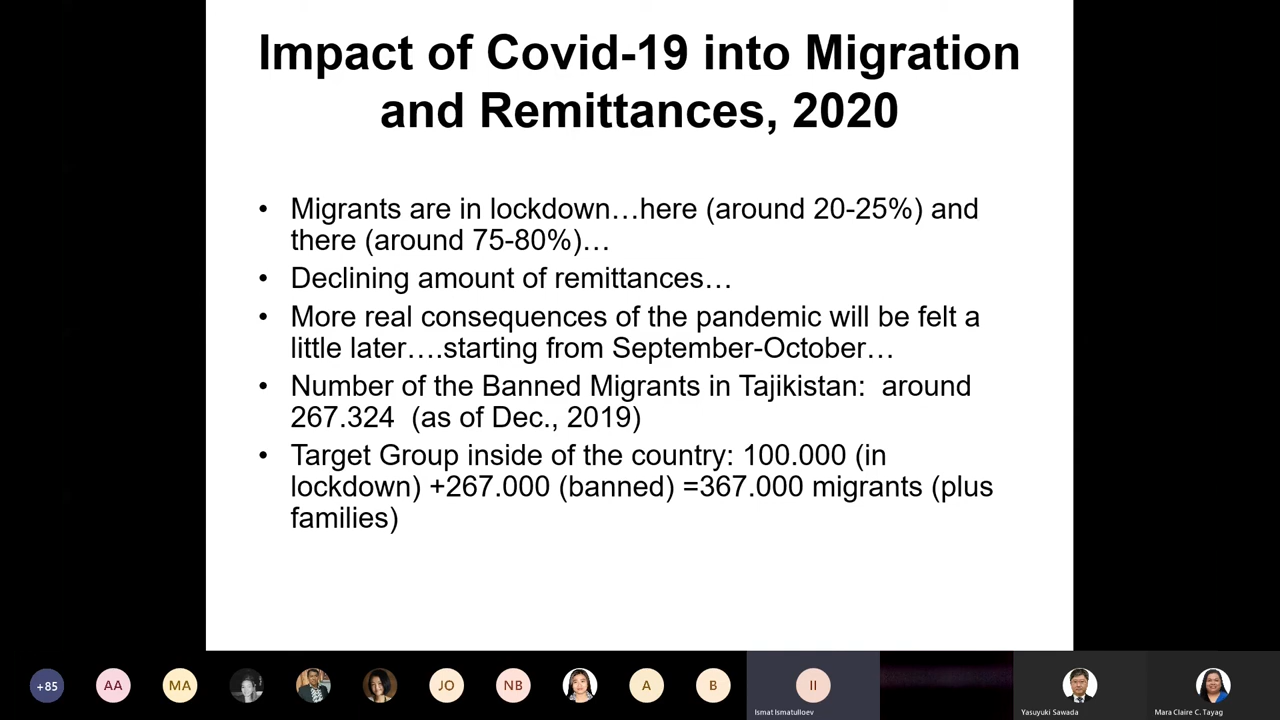 Impact of Covid-19 into Migration
and Remittances, 2020
• Migrants are in lockdown…here (around 20-25%) and
there (around 75-80%)…
• Declining amount of remittances…
• More real consequences of the pandemic will be felt a
little later….starting from September-October…
• Number of the Banned Migrants in Tajikistan:  around
267.324  (as of Dec., 2019)
• Target Group inside of the country: 100.000 (in
lockdown) +267.000 (banned) =367.000 migrants (plus
families)
+85 AA MA JO NB A B II
Ismat Ismatulloev Yasuyuki Sawada Mara Claire C. Tayag